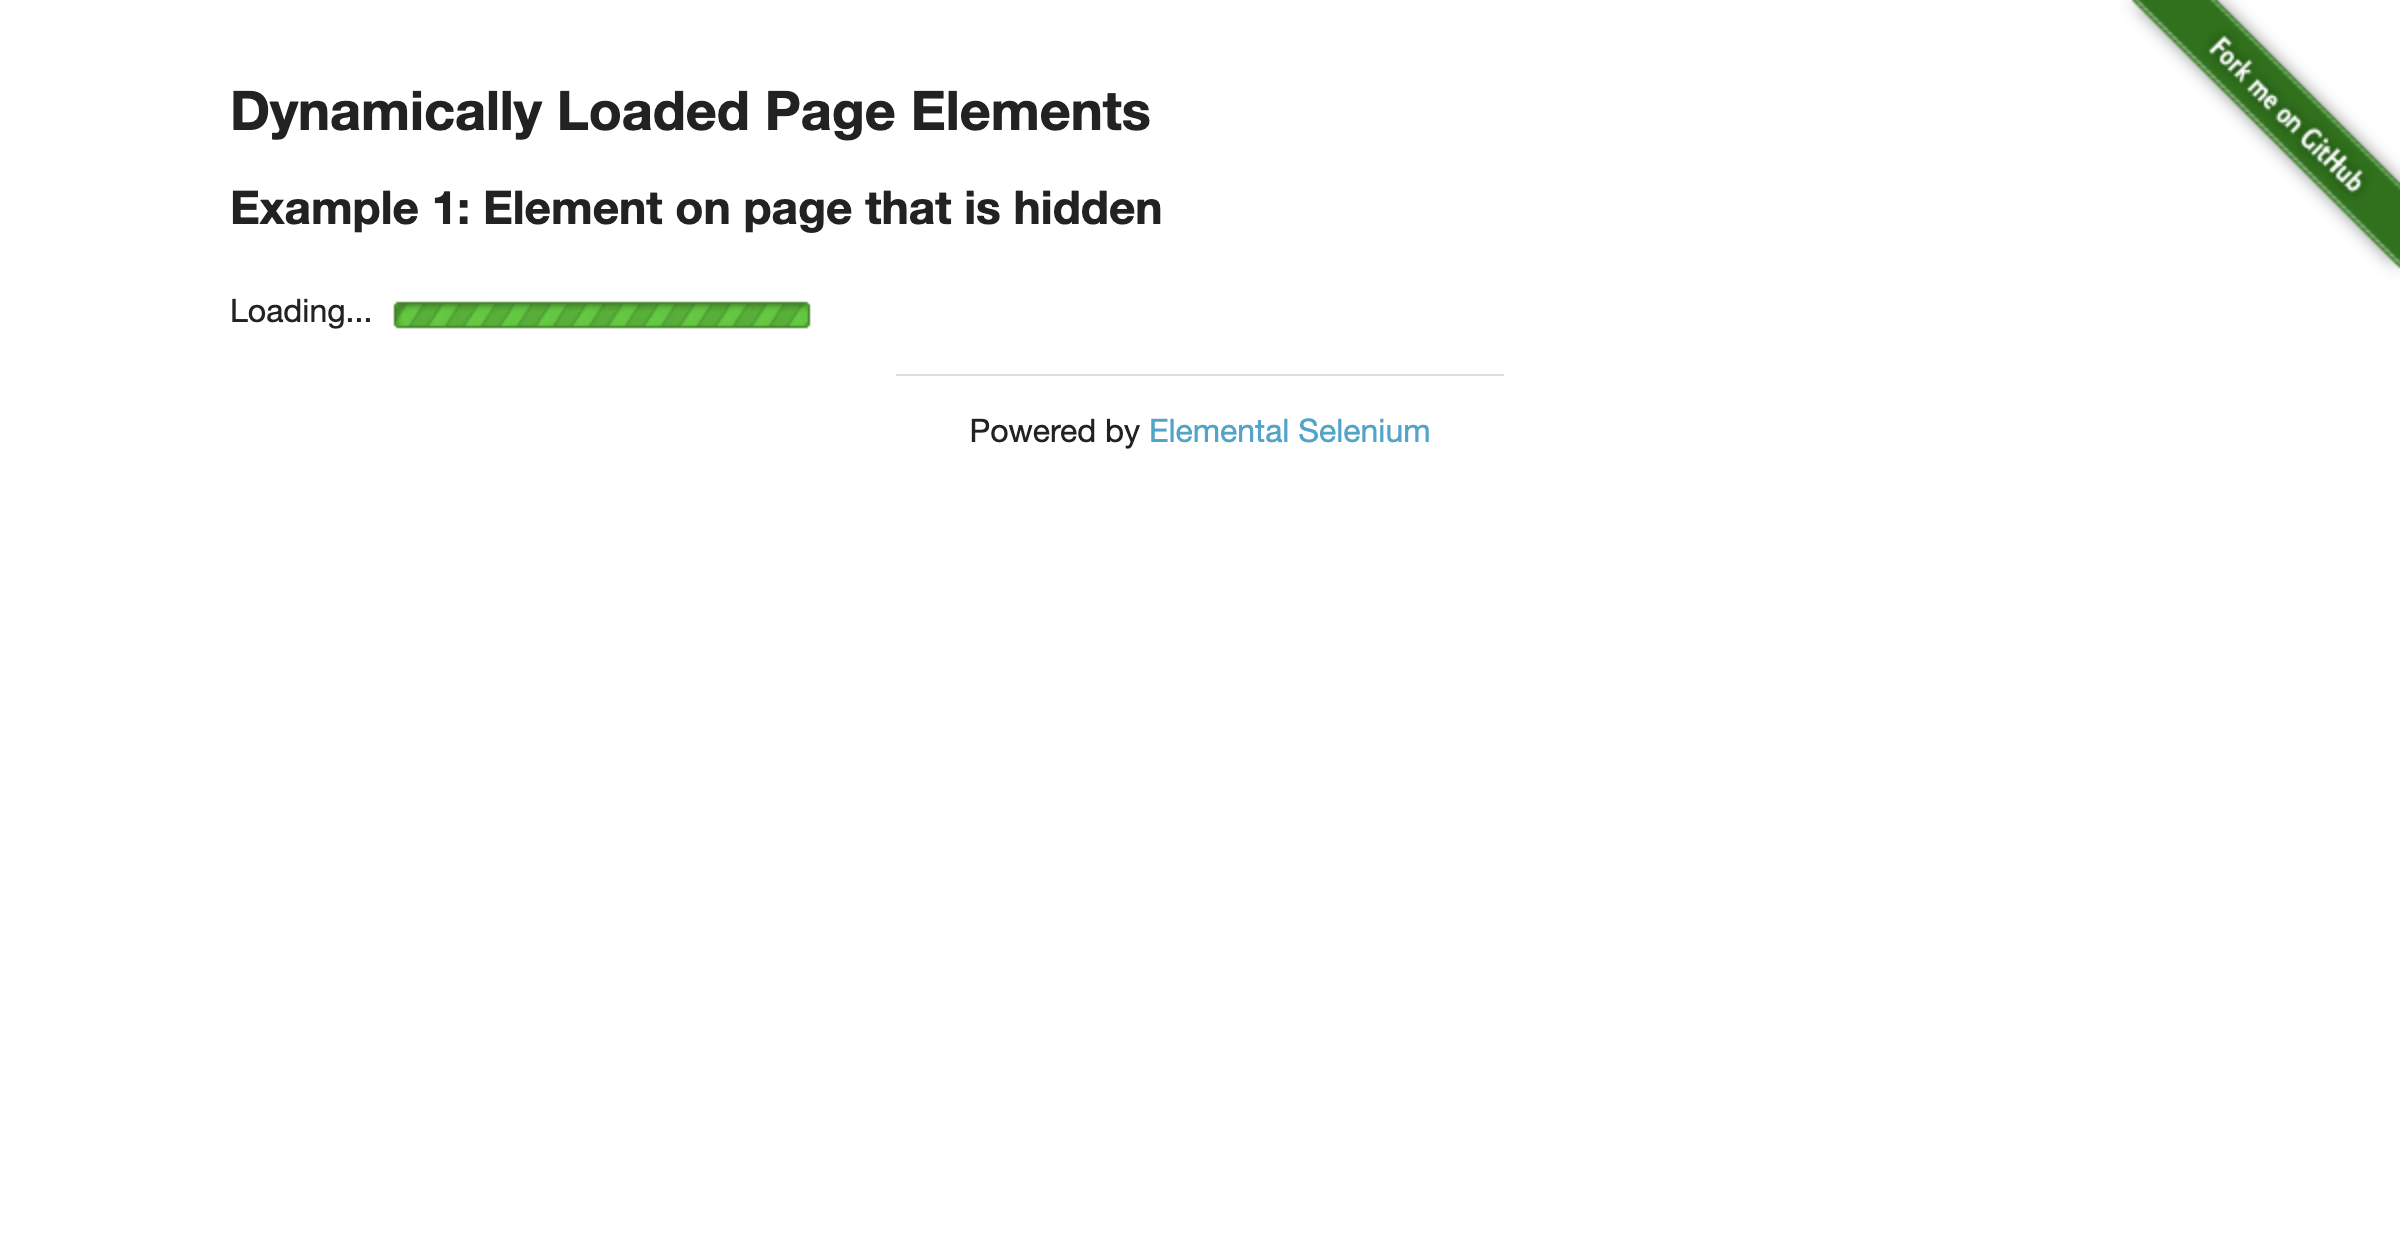 Fork me on GitHub
Dynamically Loaded Page Elements
Example 1: Element on page that is hidden
Loading...
Powered by Elemental Selenium